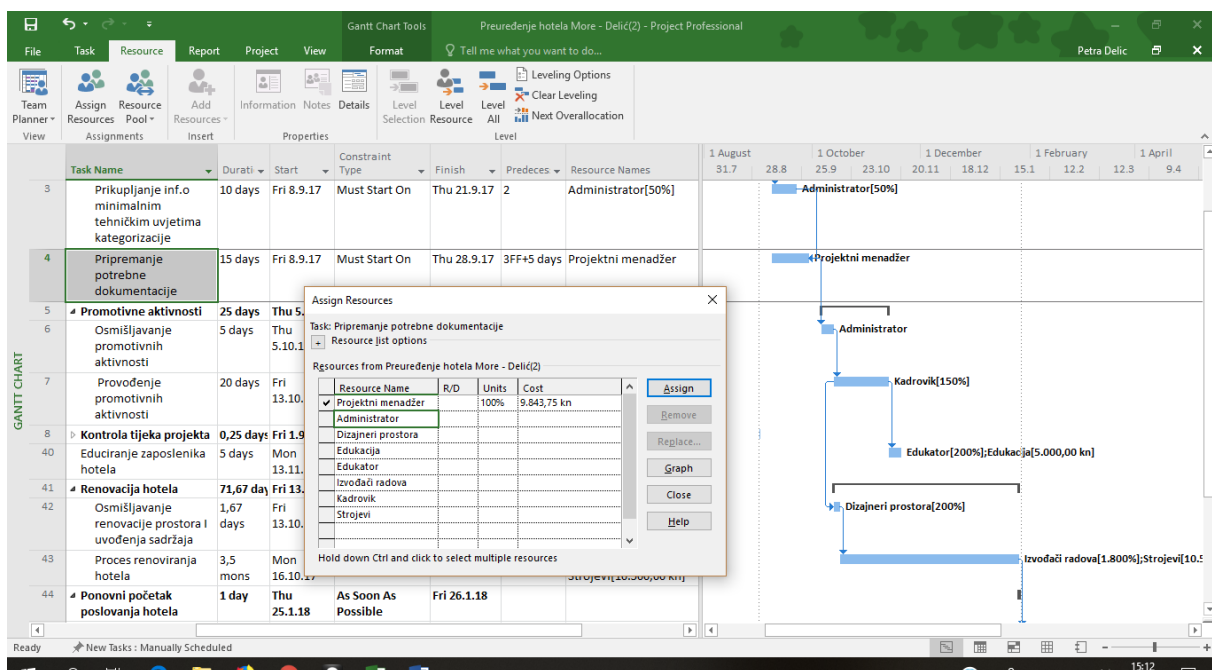 Gantt Chart Tools
Preuređenje hotela More - Delić(2) - Project Professional
File Task Resource Report Project View Format Tell me what you want to do... Petra Delic
Team Planner
Assign Resources
Resource Pool
Add Resources
Information
Notes
Details
Level Selection
Level Resource
Level All
Leveling Options
Clear Leveling
Next Overallocation
View Assignments Insert Properties Level
GANTT CHART
Task Name Durati Start Constraint Type Finish Predeces Resource Names
1 August 1 October 1 December 1 February 1 April
31.7 28.8 25.9 23.10 20.11 18.12 15.1 12.2 12.3 9.4
3 Prikupljanje inf.o 10 days Fri 8.9.17 Must Start On Thu 21.9.17 2 Administrator[50%] Administrator[50%]
minimalnim
tehničkim uvjetima
kategorizacije
4 Pripremanje 15 days Fri 8.9.17 Must Start On Thu 28.9.17 3FF+5 days Projektni menadžer Projektni menadžer
potrebne
dokumentacije
5 Promotivne aktivnosti 25 days Thu 5.
6 Osmišljavanje 5 days Thu Administrator
promotivnih 5.10.1
aktivnosti
7 Provođenje 20 days Fri Kadrovik[150%]
promotivnih 13.10.
aktivnosti
8 Kontrola tijeka projekta 0,25 days Fri 1.9
40 Educiranje zaposlenika 5 days Mon Edukator[200%];Edukacija[5.000,00 kn]
hotela 13.11.
41 Renovacija hotela 71,67 day Fri 13.
42 Osmišljavanje 1,67 Fri Dizajneri prostora[200%]
renovacije prostora I days 13.10.
uvođenja sadržaja
43 Proces renoviranja 3,5 Mon Izvođači radova[1.800%];Strojevi[10.5
hotela mons 16.10.17 Strojevi[10.500,00 kn]
44 Ponovni početak 1 day Thu As Soon As Fri 26.1.18
poslovanja hotela 25.1.18 Possible
Assign Resources
Task: Pripremanje potrebne dokumentacije
+ Resource list options
Resources from Preuređenje hotela More - Delić(2)
Resource Name R/D Units Cost
Projektni menadžer 100% 9.843,75 kn
Administrator
Dizajneri prostora
Edukacija
Edukator
Izvođači radova
Kadrovik
Strojevi
Assign
Remove
Replace...
Graph
Close
Help
Hold down Ctrl and click to select multiple resources
Ready New Tasks : Manually Scheduled
15:12